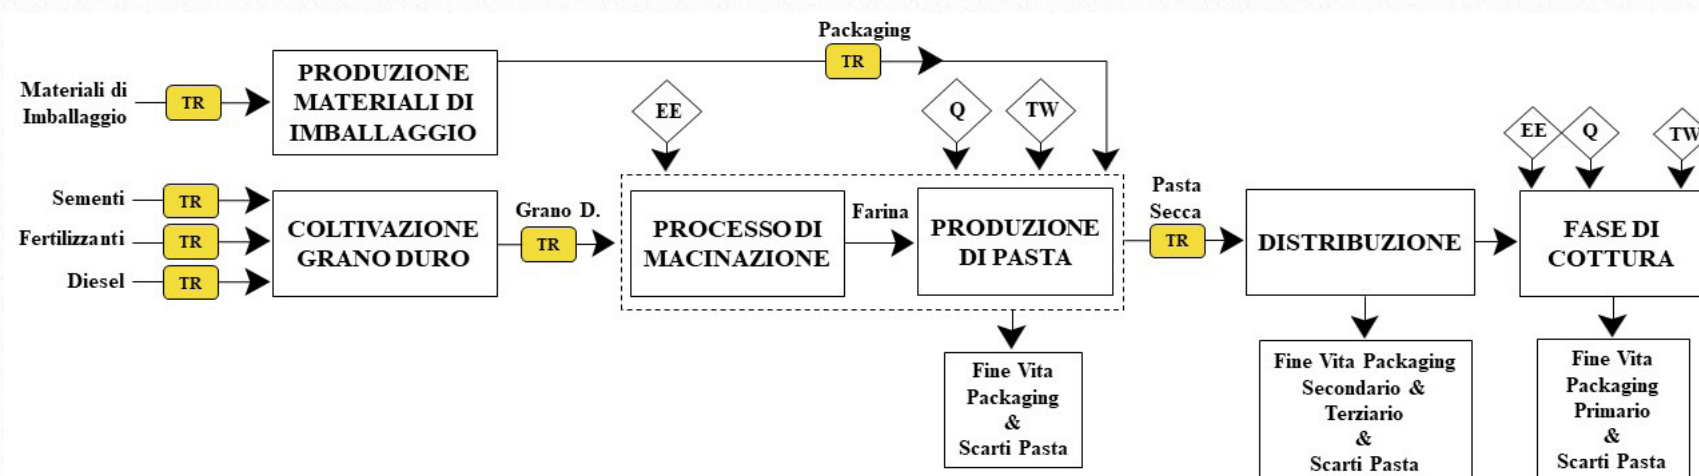 Packaging
TR
Materiali di
Imballaggio
TR
PRODUZIONE
MATERIALI DI
IMBALLAGGIO
EE
Q
TW
EE
Q
TW
Sementi
TR
Fertilizzanti
TR
Diesel
TR
COLTIVAZIONE
GRANO DURO
Grano D.
TR
PROCESSO DI
MACINAZIONE
Farina
PRODUZIONE
DI PASTA
Pasta
Secca
TR
DISTRIBUZIONE
FASE DI
COTTURA
Fine Vita
Packaging
&
Scarti Pasta
Fine Vita Packaging
Secondario &
Terziario
&
Scarti Pasta
Fine Vita
Packaging
Primario
&
Scarti Pasta